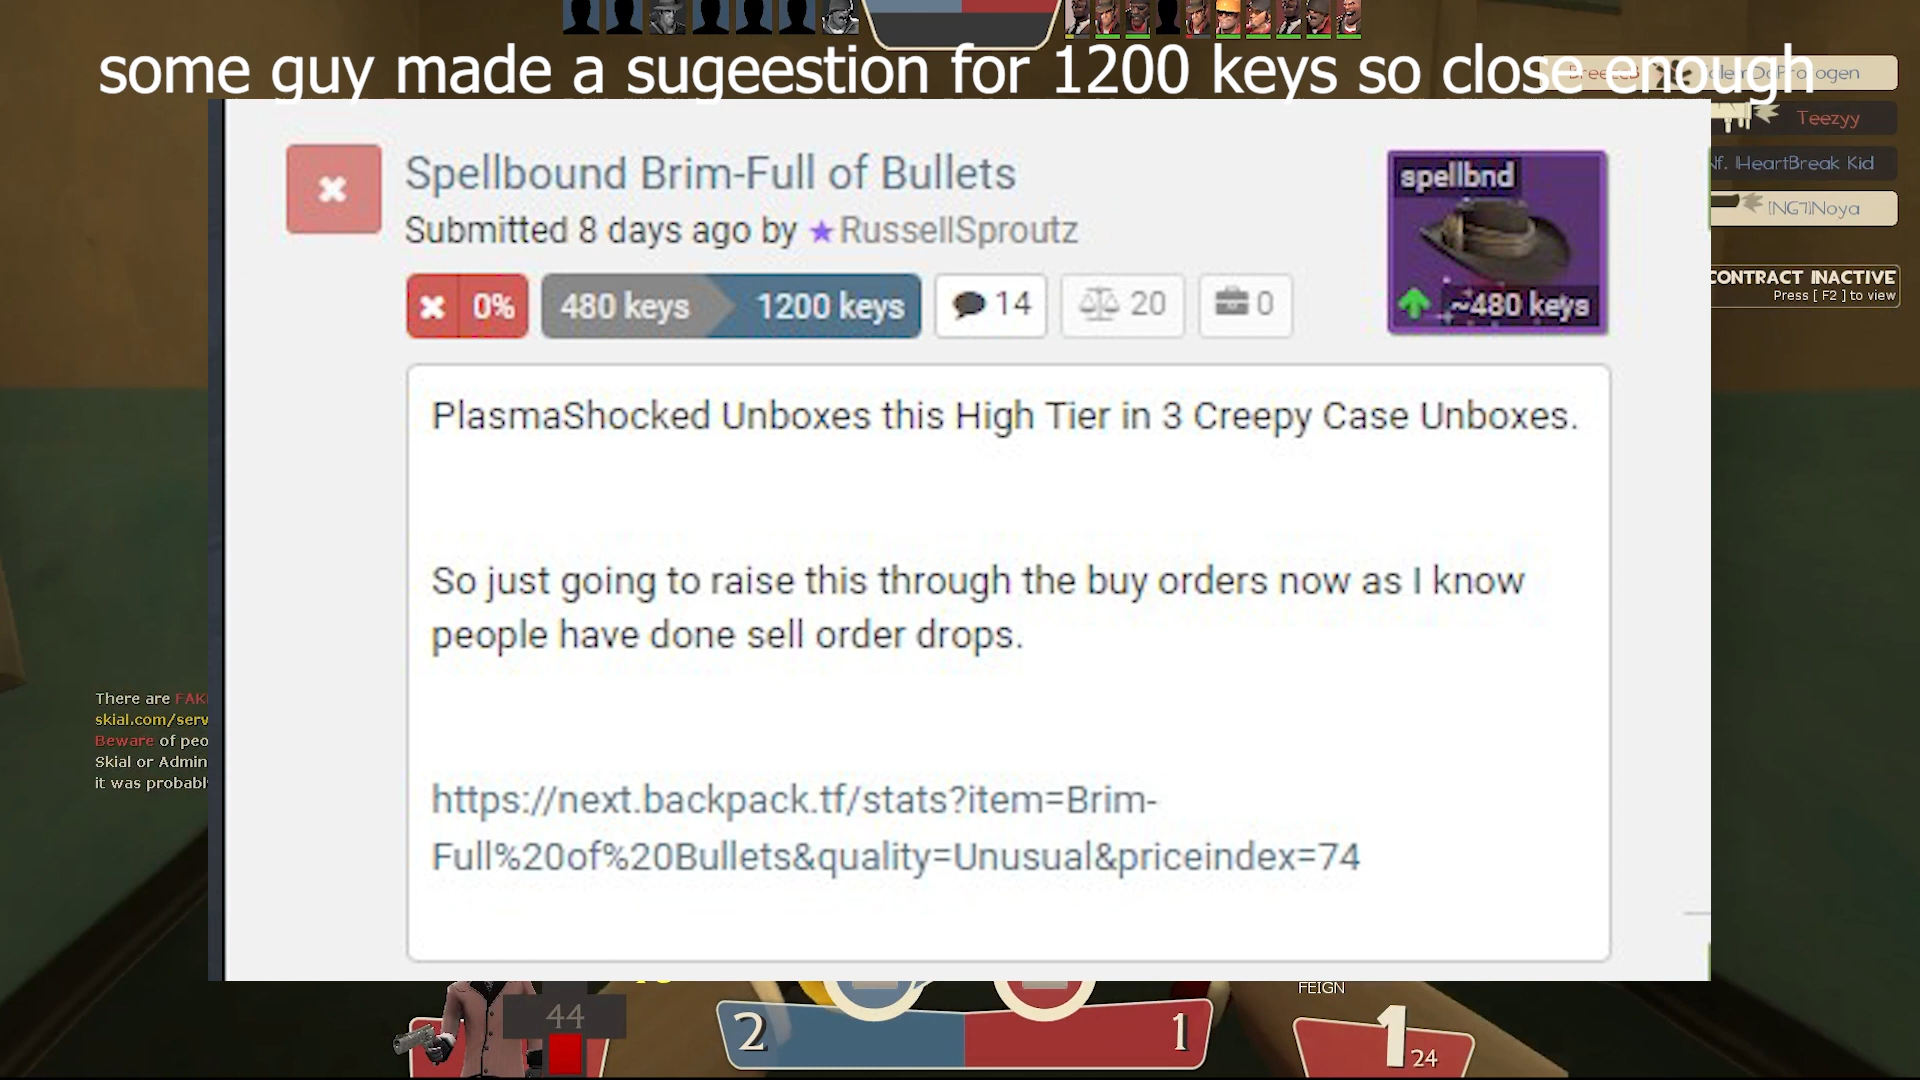 some guy made a sugeestion for 1200 keys so close enough
Teezyy
Nf. IHeartBreak Kid
[NG7]Noya
CONTRACT INACTIVE
Press [ F2 ] to view
Spellbound Brim-Full of Bullets
Submitted 8 days ago by ★RussellSproutz
spellbnd
~480 keys
✖ 0%
480 keys
1200 keys
14
20
0
PlasmaShocked Unboxes this High Tier in 3 Creepy Case Unboxes.
So just going to raise this through the buy orders now as I know
people have done sell order drops.
https://next.backpack.tf/stats?item=Brim-
Full%20of%20Bullets&quality=Unusual&priceindex=74
There are FAK
skial.com/serv
Beware of peo
Skial or Admin
it was probabl
44
2
1
FEIGN
1 24